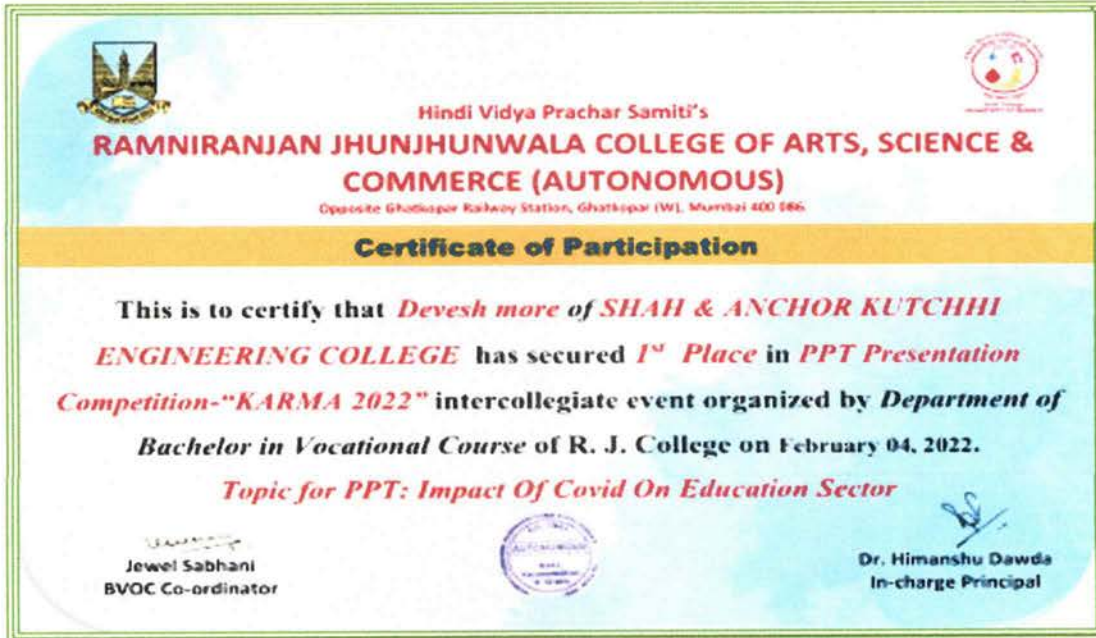 Hindi Vidya Prachar Samiti's
RAMNIRANJAN JHUNJHUNWALA COLLEGE OF ARTS, SCIENCE &
COMMERCE (AUTONOMOUS)
Opposite Ghatkopar Railway Station, Ghatkopar (W), Mumbai 400 086
Certificate of Participation
This is to certify that Devesh more of SHAH & ANCHOR KUTCHHI
ENGINEERING COLLEGE has secured 1st Place in PPT Presentation
Competition-"KARMA 2022" intercollegiate event organized by Department of
Bachelor in Vocational Course of R. J. College on February 04, 2022.
Topic for PPT: Impact Of Covid On Education Sector
AUTONOMOUS
Jewel Sabhani
BVOC Co-ordinator
Dr. Himanshu Dawda
In-charge Principal